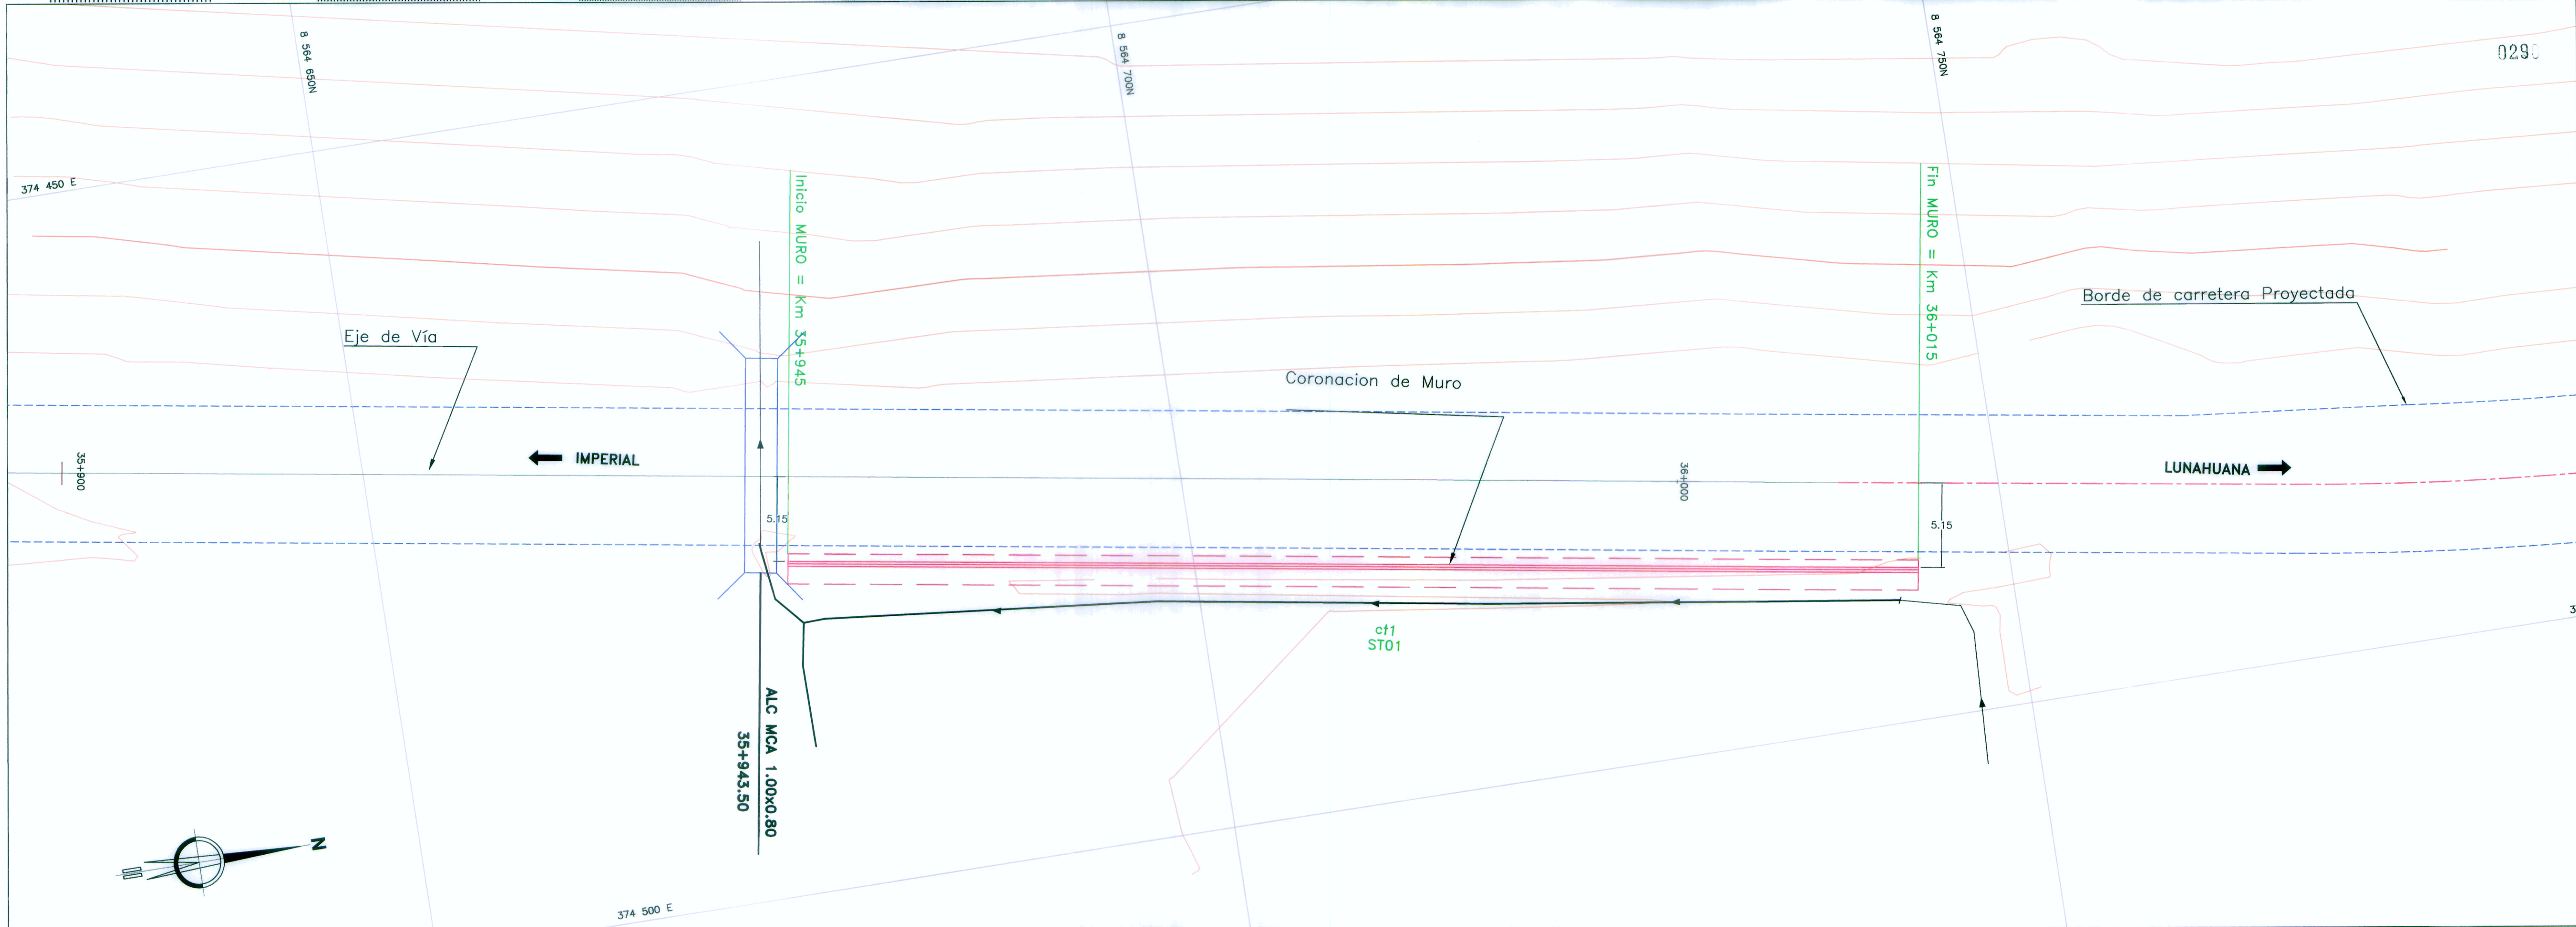 8 564 650N
8 564 700N
8 564 750N
374 450 E
Inicio MURO = Km 35+945
Fin MURO = Km 36+015
Borde de carretera Proyectada
Eje de Vía
Coronacion de Muro
35+900
IMPERIAL
36+000
LUNAHUANA
5.15
5.15
ct1
ST01
ALC MCA 1.00x0.80
35+943.50
N
374 500 E